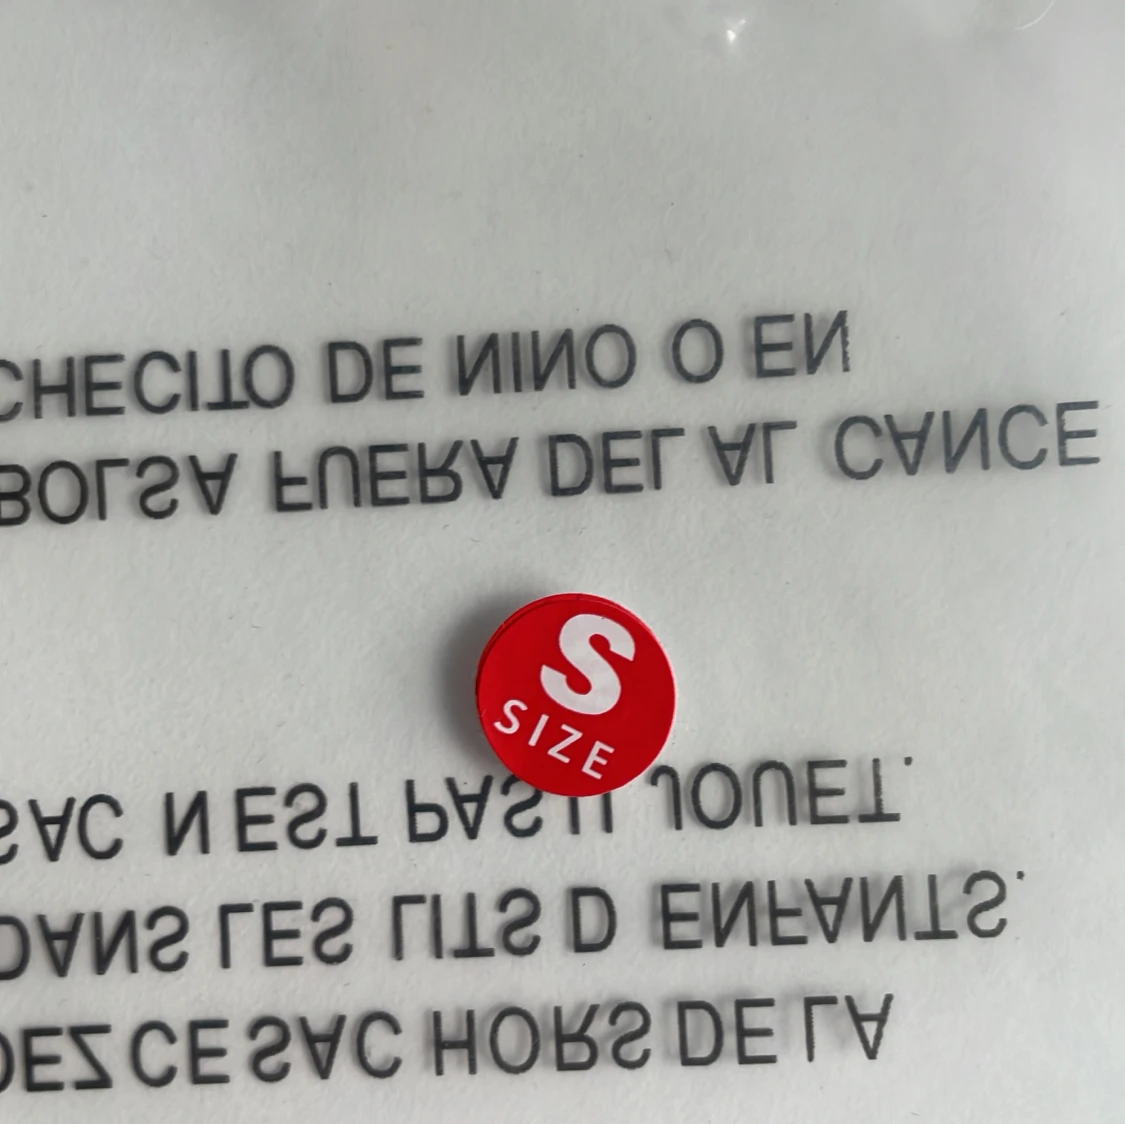 DEZ CE SAC HORS DE LA
DANS LES LITS D ENFANTS.
SAC N EST PAS JOUET.
S
SIZE
BOLSA FUERA DEL AL CANCE
CHECITO DE NINO O EN